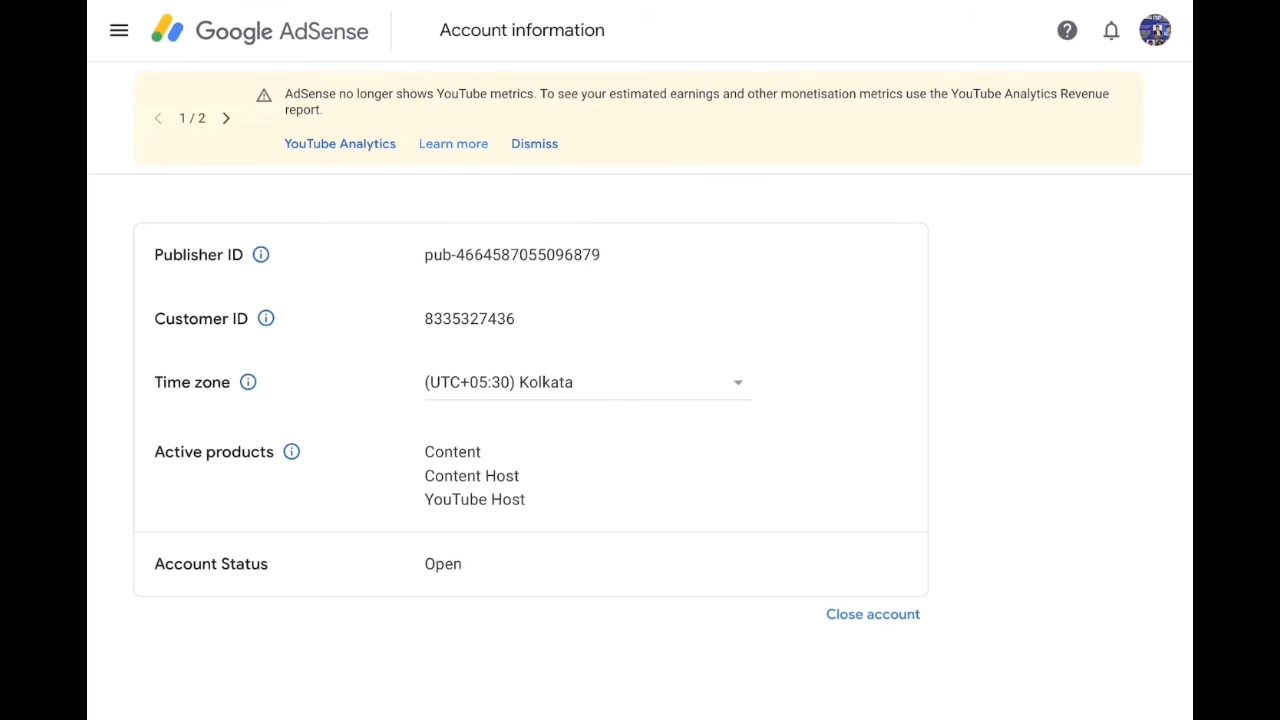 Google AdSense
Account information
AdSense no longer shows YouTube metrics. To see your estimated earnings and other monetisation metrics use the YouTube Analytics Revenue
report.
1 / 2
YouTube Analytics Learn more Dismiss
Publisher ID pub-4664587055096879
Customer ID 8335327436
Time zone (UTC+05:30) Kolkata
Active products Content
Content Host
YouTube Host
Account Status Open
Close account